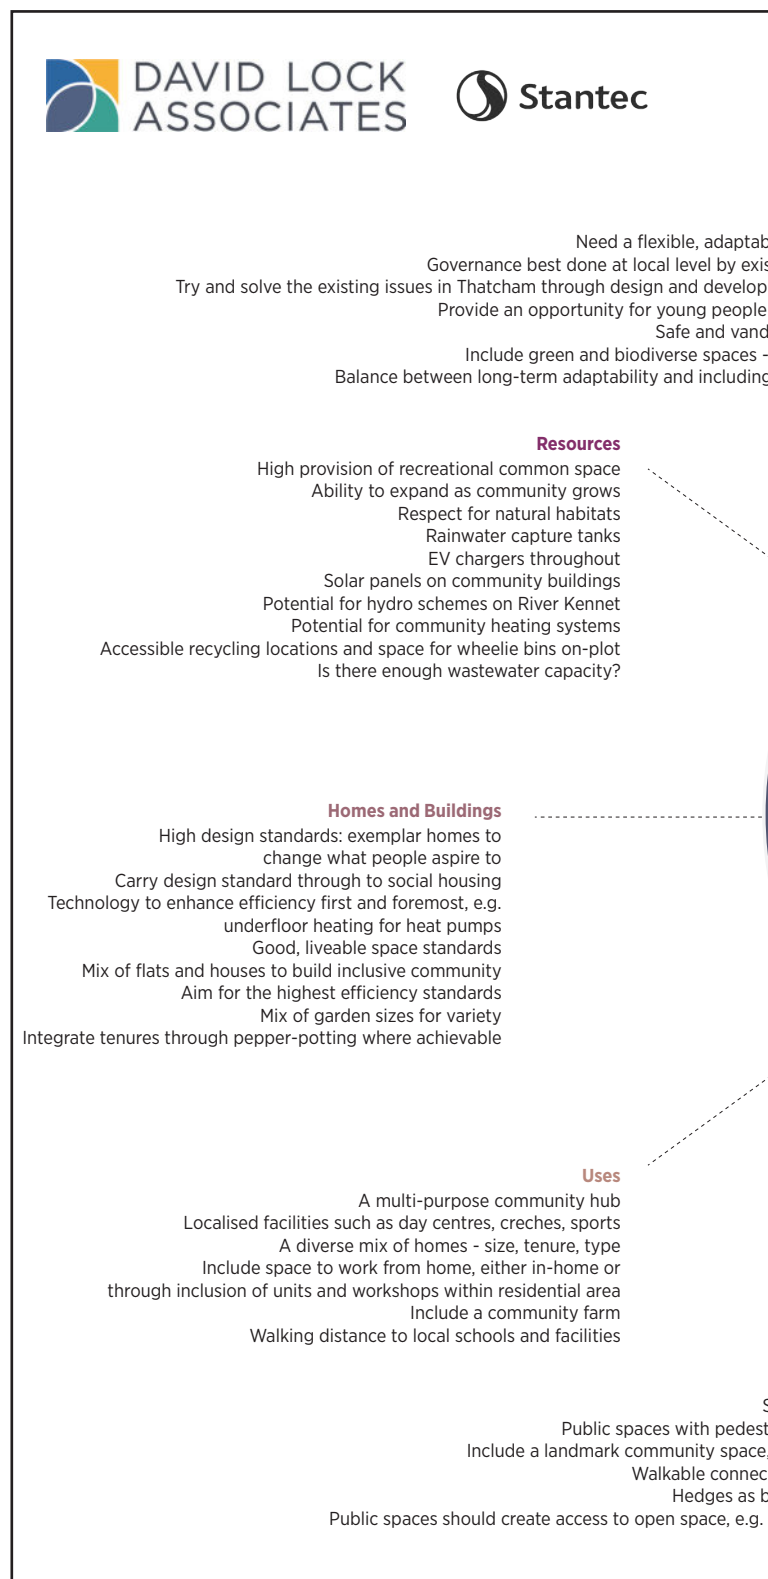 DAVID LOCK
ASSOCIATES
Stantec
Need a flexible, adaptab
Governance best done at local level by exis
Try and solve the existing issues in Thatcham through design and develop
Provide an opportunity for young people
Safe and vand
Include green and biodiverse spaces -
Balance between long-term adaptability and including
Resources
High provision of recreational common space
Ability to expand as community grows
Respect for natural habitats
Rainwater capture tanks
EV chargers throughout
Solar panels on community buildings
Potential for hydro schemes on River Kennet
Potential for community heating systems
Accessible recycling locations and space for wheelie bins on-plot
Is there enough wastewater capacity?
Homes and Buildings
High design standards: exemplar homes to
change what people aspire to
Carry design standard through to social housing
Technology to enhance efficiency first and foremost, e.g.
underfloor heating for heat pumps
Good, liveable space standards
Mix of flats and houses to build inclusive community
Aim for the highest efficiency standards
Mix of garden sizes for variety
Integrate tenures through pepper-potting where achievable
Uses
A multi-purpose community hub
Localised facilities such as day centres, creches, sports
A diverse mix of homes - size, tenure, type
Include space to work from home, either in-home or
through inclusion of units and workshops within residential area
Include a community farm
Walking distance to local schools and facilities
S
Public spaces with pedest
Include a landmark community space,
Walkable connec
Hedges as b
Public spaces should create access to open space, e.g.